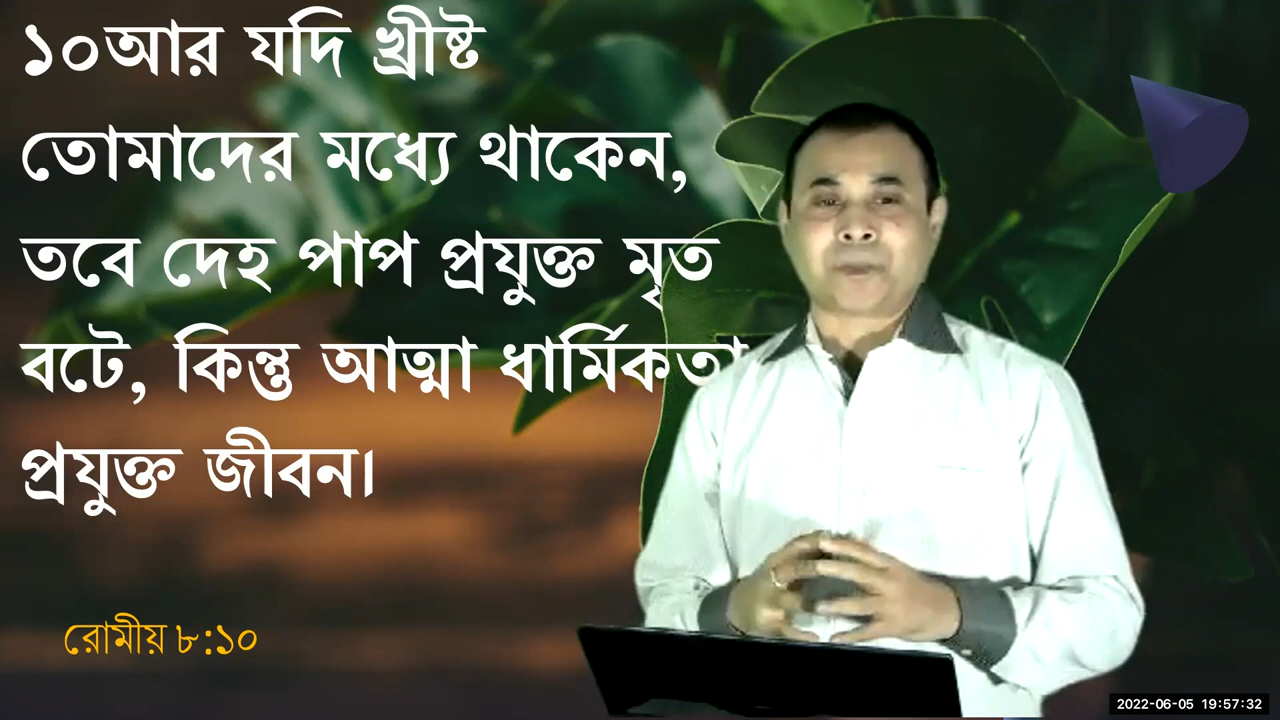 ১০আর যদি খ্রীষ্ট
তোমাদের মধ্যে থাকেন,
তবে দেহ পাপ প্রযুক্ত মৃত
বটে, কিন্তু আত্মা ধার্মিকতা
প্রযুক্ত জীবন।
রোমীয় ৮:১০
2022-06-05 19:57:32